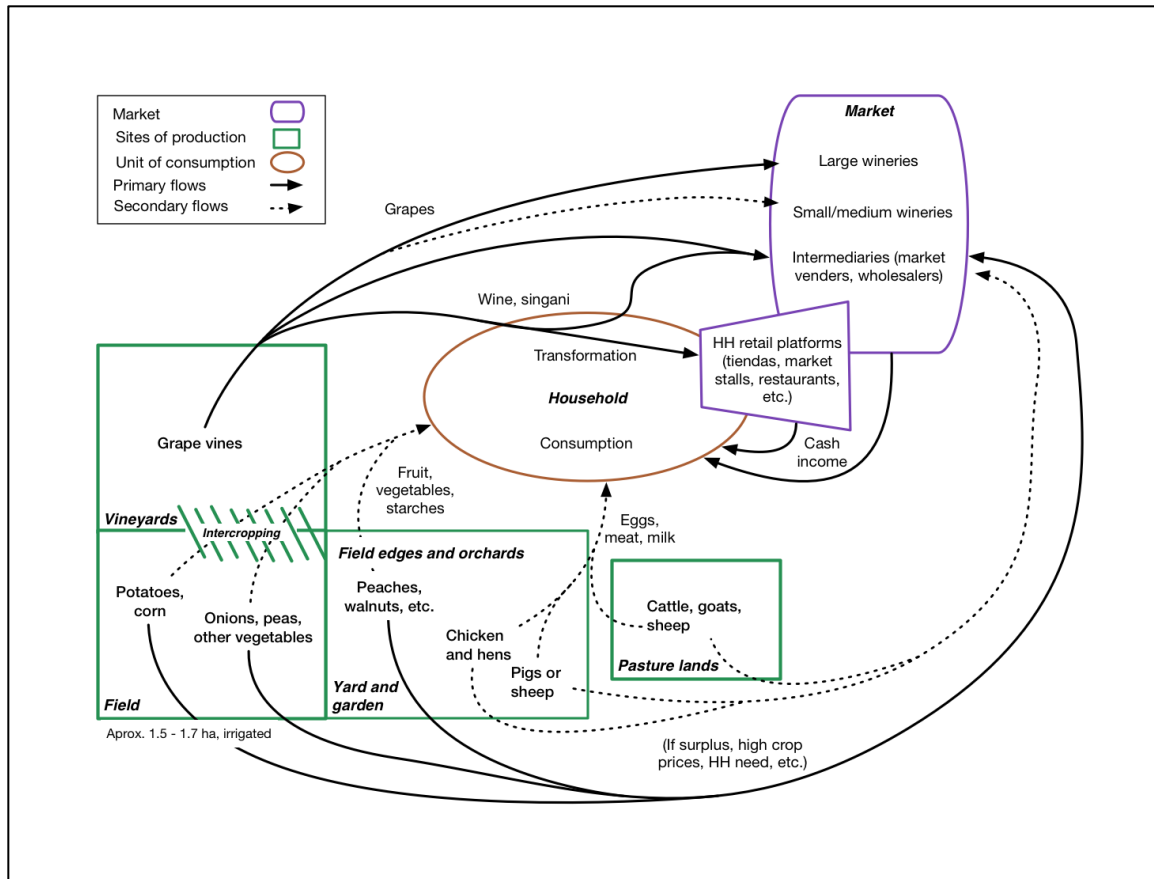 Market
Sites of production
Unit of consumption
Primary flows
Secondary flows
Market
Large wineries
Small/medium wineries
Intermediaries (market
venders, wholesalers)
HH retail platforms
(tiendas, market
stalls, restaurants,
etc.)
Grapes
Wine, singani
Transformation
Household
Consumption
Cash
income
Grape vines
Vineyards
Intercropping
Fruit,
vegetables,
starches
Eggs,
meat, milk
Field edges and orchards
Potatoes,
corn
Onions, peas,
other vegetables
Peaches,
walnuts, etc.
Chicken
and hens
Pigs or
sheep
Cattle, goats,
sheep
Pasture lands
Field
Yard and
garden
Aprox. 1.5 - 1.7 ha, irrigated
(If surplus, high crop
prices, HH need, etc.)